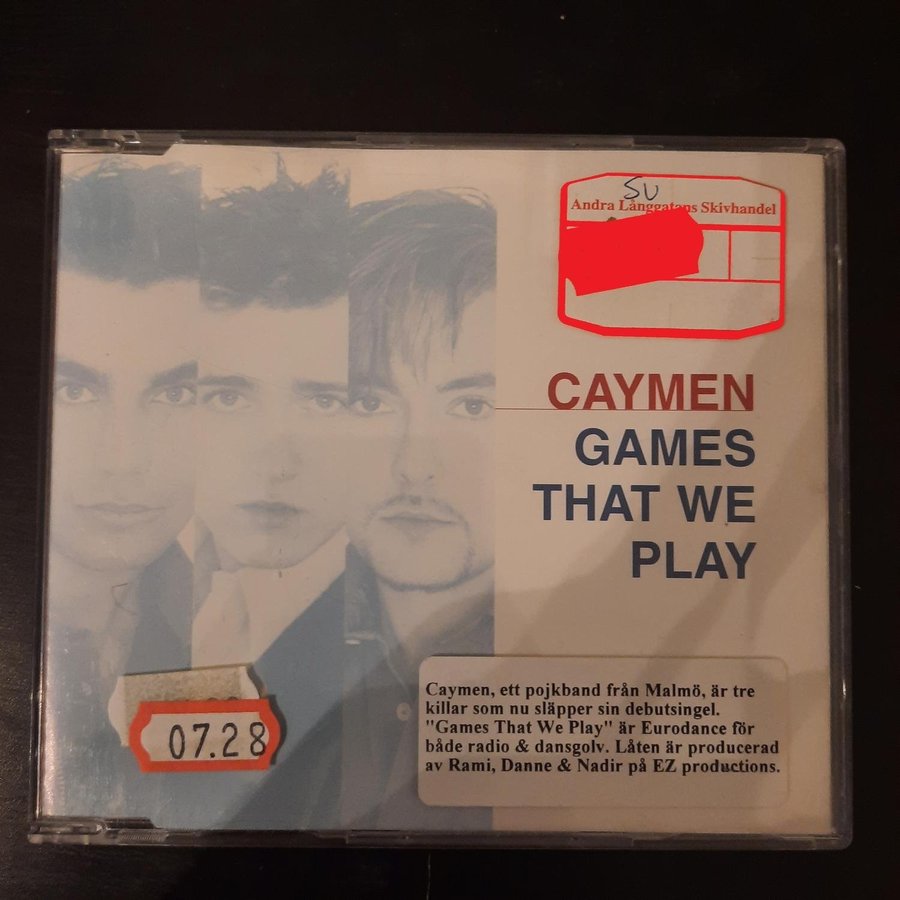 SU
Andra Långgatans Skivhandel
CAYMEN
GAMES
THAT WE
PLAY
Caymen, ett pojkband från Malmö, är tre
killar som nu släpper sin debutsingel.
"Games That We Play" är Eurodance för
både radio & dansgolv. Låten är producerad
av Rami, Danne & Nadir på EZ productions.
07.28